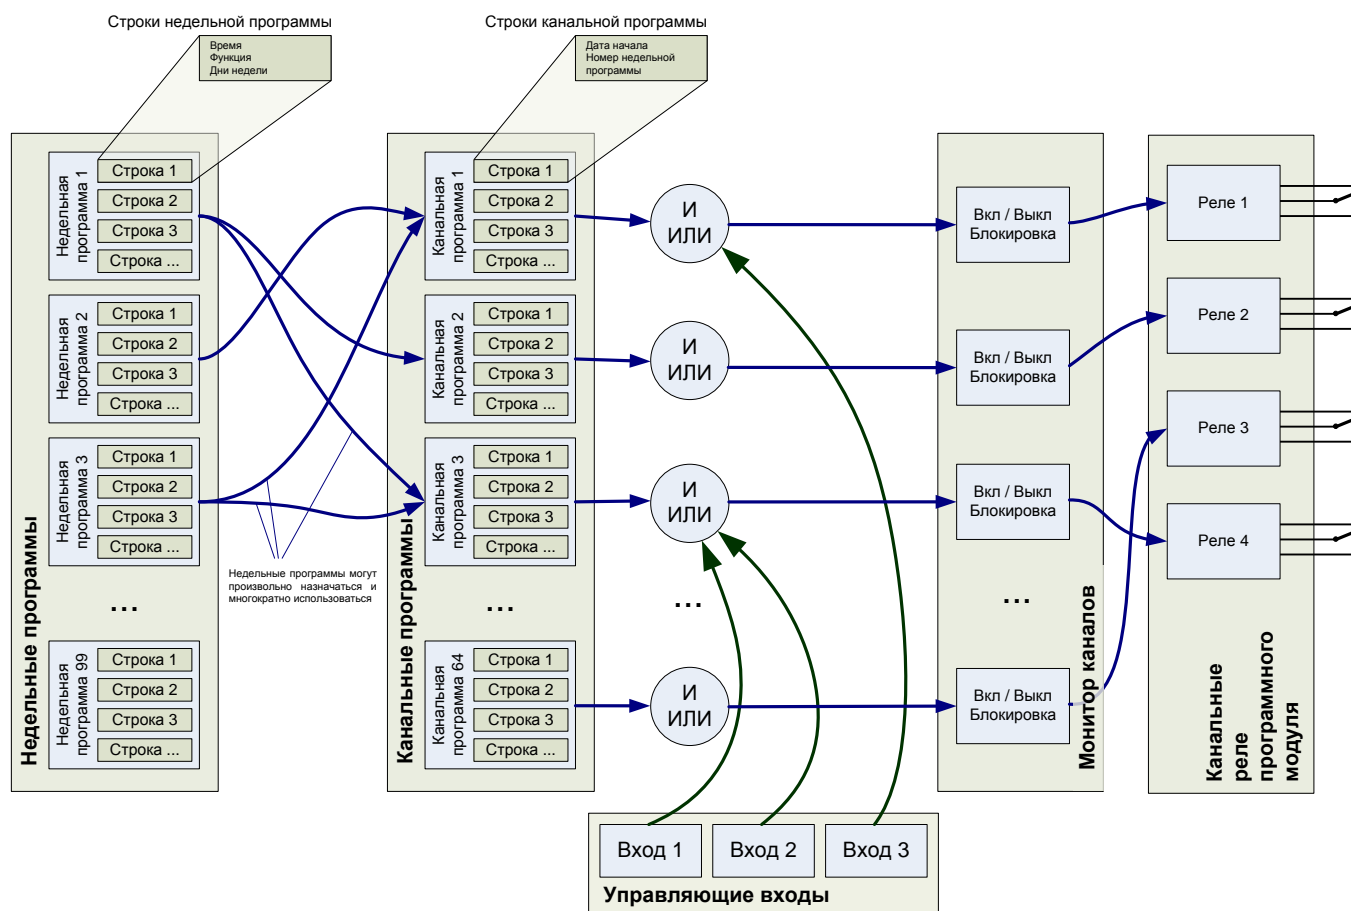 Строки недельной программы
Время
Функция
Дни недели
Строки канальной программы
Дата начала
Номер недельной
программы
Недельные программы
Недельная
программа 1
Строка 1
Строка 2
Строка 3
Строка ...
Недельная
программа 2
Строка 1
Строка 2
Строка 3
Строка ...
Недельная
программа 3
Строка 1
Строка 2
Строка 3
Строка ...
...
Недельная
программа 99
Строка 1
Строка 2
Строка 3
Строка ...
Недельные программы могут
произвольно назначаться и
многократно использоваться
Канальные программы
Канальная
программа 1
Строка 1
Строка 2
Строка 3
Строка ...
Канальная
программа 2
Строка 1
Строка 2
Строка 3
Строка ...
Канальная
программа 3
Строка 1
Строка 2
Строка 3
Строка ...
...
Канальная
программа 64
Строка 1
Строка 2
Строка 3
Строка ...
И
ИЛИ
И
ИЛИ
И
ИЛИ
...
И
ИЛИ
Вкл / Выкл
Блокировка
Вкл / Выкл
Блокировка
Вкл / Выкл
Блокировка
...
Вкл / Выкл
Блокировка
Монитор каналов
Реле 1
Реле 2
Реле 3
Реле 4
Канальные
реле
программного
модуля
Вход 1
Вход 2
Вход 3
Управляющие входы